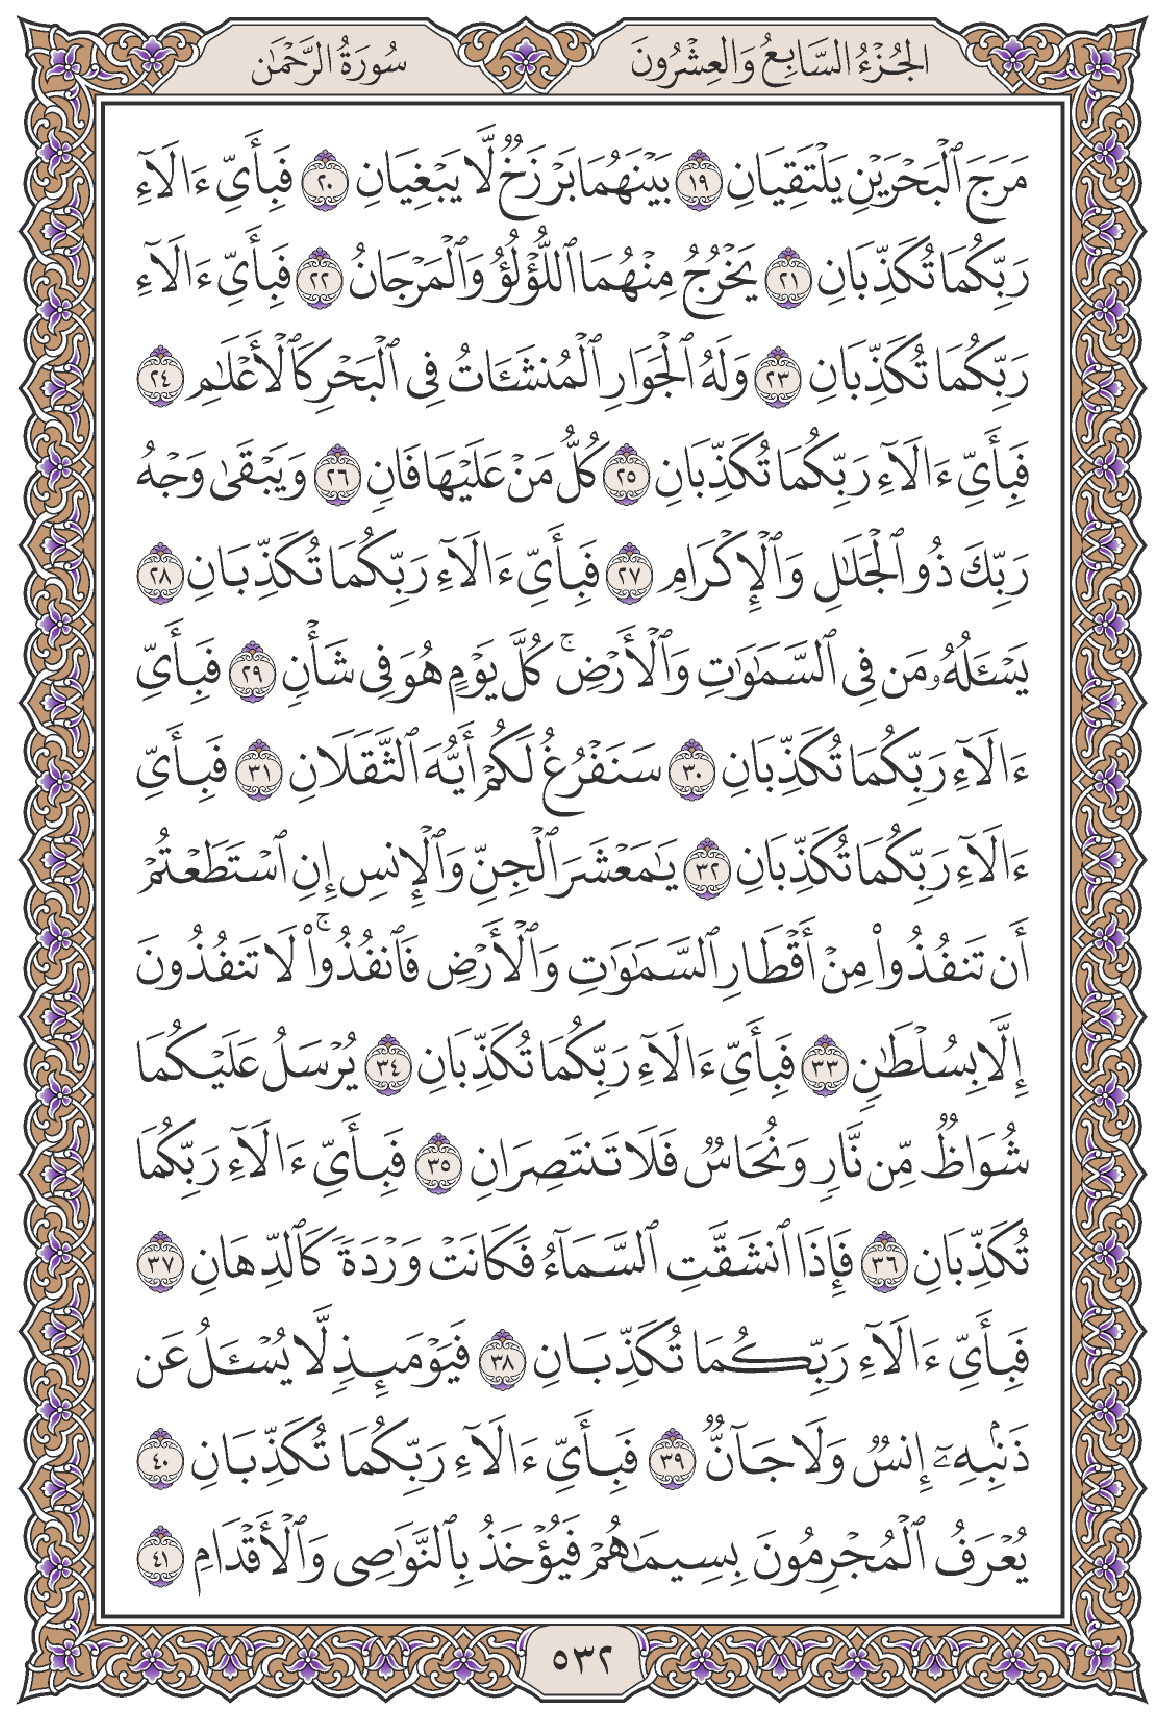 الجُزْءُ السَّابِعُ وَالعِشْرُونَ
سُورَةُ الرَّحْمَٰن
مَرَجَ ٱلْبَحْرَيْنِ يَلْتَقِيَانِ ١٩ بَيْنَهُمَا بَرْزَخٌ لَّا يَبْغِيَانِ ٢٠ فَبِأَيِّ ءَالَآءِ
رَبِّكُمَا تُكَذِّبَانِ ٢١ يَخْرُجُ مِنْهُمَا ٱللُّؤْلُؤُ وَٱلْمَرْجَانُ ٢٢ فَبِأَيِّ ءَالَآءِ
رَبِّكُمَا تُكَذِّبَانِ ٢٣ وَلَهُ ٱلْجَوَارِ ٱلْمُنشَـَٔاتُ فِي ٱلْبَحْرِ كَٱلْأَعْلَٰمِ ٢٤
فَبِأَيِّ ءَالَآءِ رَبِّكُمَا تُكَذِّبَانِ ٢٥ كُلُّ مَنْ عَلَيْهَا فَانٍ ٢٦ وَيَبْقَىٰ وَجْهُ
رَبِّكَ ذُو ٱلْجَلَٰلِ وَٱلْإِكْرَامِ ٢٧ فَبِأَيِّ ءَالَآءِ رَبِّكُمَا تُكَذِّبَانِ ٢٨
يَسْـَٔلُهُۥ مَن فِي ٱلسَّمَٰوَٰتِ وَٱلْأَرْضِۚ كُلَّ يَوْمٍ هُوَ فِي شَأْنٍ ٢٩ فَبِأَيِّ
ءَالَآءِ رَبِّكُمَا تُكَذِّبَانِ ٣٠ سَنَفْرُغُ لَكُمْ أَيُّهَ ٱلثَّقَلَانِ ٣١ فَبِأَيِّ
ءَالَآءِ رَبِّكُمَا تُكَذِّبَانِ ٣٢ يَٰمَعْشَرَ ٱلْجِنِّ وَٱلْإِنسِ إِنِ ٱسْتَطَعْتُمْ
أَن تَنفُذُوا۟ مِنْ أَقْطَارِ ٱلسَّمَٰوَٰتِ وَٱلْأَرْضِ فَٱنفُذُوا۟ۚ لَا تَنفُذُونَ
إِلَّا بِسُلْطَٰنٍ ٣٣ فَبِأَيِّ ءَالَآءِ رَبِّكُمَا تُكَذِّبَانِ ٣٤ يُرْسَلُ عَلَيْكُمَا
شُوَاظٌ مِّن نَّارٍ وَنُحَاسٌ فَلَا تَنتَصِرَانِ ٣٥ فَبِأَيِّ ءَالَآءِ رَبِّكُمَا
تُكَذِّبَانِ ٣٦ فَإِذَا ٱنشَقَّتِ ٱلسَّمَآءُ فَكَانَتْ وَرْدَةً كَٱلدِّهَانِ ٣٧
فَبِأَيِّ ءَالَآءِ رَبِّكُمَا تُكَذِّبَانِ ٣٨ فَيَوْمَئِذٍ لَّا يُسْـَٔلُ عَن
ذَنۢبِهِۦٓ إِنسٌ وَلَا جَآنٌّ ٣٩ فَبِأَيِّ ءَالَآءِ رَبِّكُمَا تُكَذِّبَانِ ٤٠
يُعْرَفُ ٱلْمُجْرِمُونَ بِسِيمَٰهُمْ فَيُؤْخَذُ بِٱلنَّوَٰصِي وَٱلْأَقْدَامِ ٤١
٥٣٢